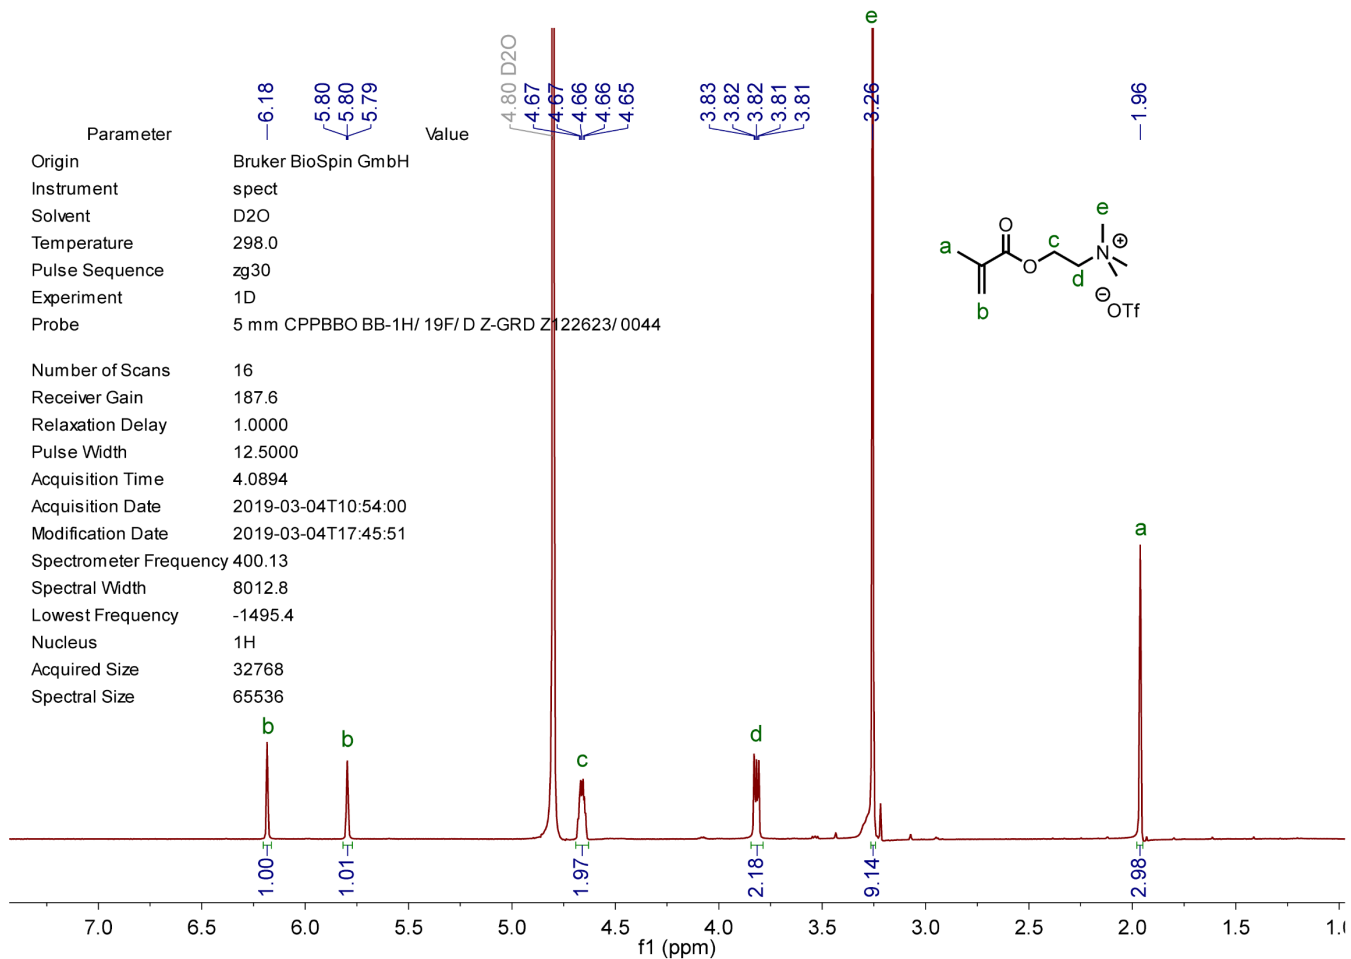 e
4.80 D2O
6.18
5.80
5.80
5.79
4.67
4.67
4.66
4.66
4.65
3.83
3.82
3.82
3.81
3.81
3.26
1.96
Parameter Value
Origin Bruker BioSpin GmbH
Instrument spect
Solvent D2O
Temperature 298.0
Pulse Sequence zg30
Experiment 1D
Probe 5 mm CPPBBO BB-1H/ 19F/ D Z-GRD Z122623/ 0044
Number of Scans 16
Receiver Gain 187.6
Relaxation Delay 1.0000
Pulse Width 12.5000
Acquisition Time 4.0894
Acquisition Date 2019-03-04T10:54:00
Modification Date 2019-03-04T17:45:51
Spectrometer Frequency 400.13
Spectral Width 8012.8
Lowest Frequency -1495.4
Nucleus 1H
Acquired Size 32768
Spectral Size 65536
e
O
a
c
N
⊕
O
d
b
⊖
OTf
b
b
c
d
a
1.00
1.01
1.97
2.18
9.14
2.98
7.0 6.5 6.0 5.5 5.0 4.5 4.0 3.5 3.0 2.5 2.0 1.5
f1 (ppm)